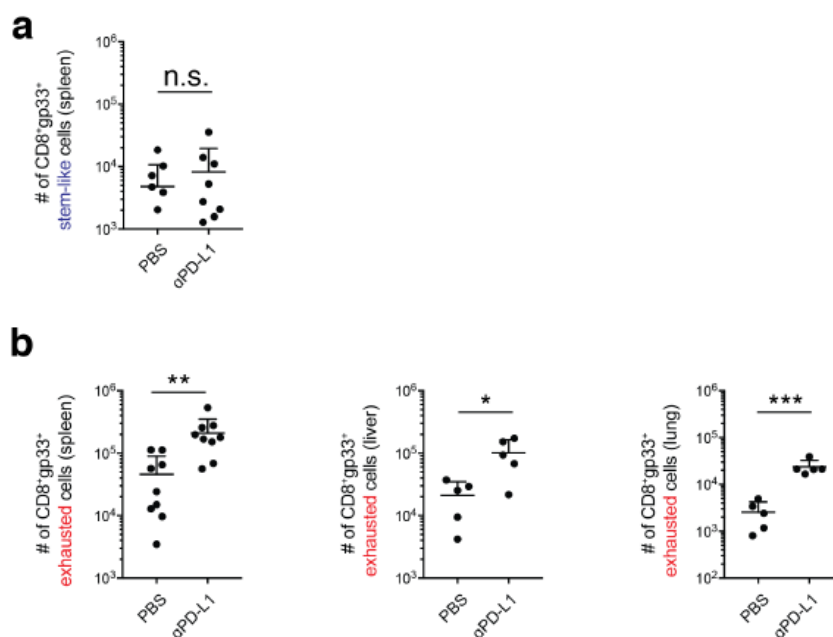 a
# of CD8⁺gp33⁺
stem-like cells (spleen)
10⁶
10⁵
10⁴
10³
n.s.
PBS
αPD-L1
b
# of CD8⁺gp33⁺
exhausted cells (spleen)
10⁶
10⁵
10⁴
10³
**
PBS
αPD-L1
# of CD8⁺gp33⁺
exhausted cells (liver)
10⁶
10⁵
10⁴
10³
*
PBS
αPD-L1
# of CD8⁺gp33⁺
exhausted cells (lung)
10⁶
10⁵
10⁴
10³
10²
***
PBS
αPD-L1